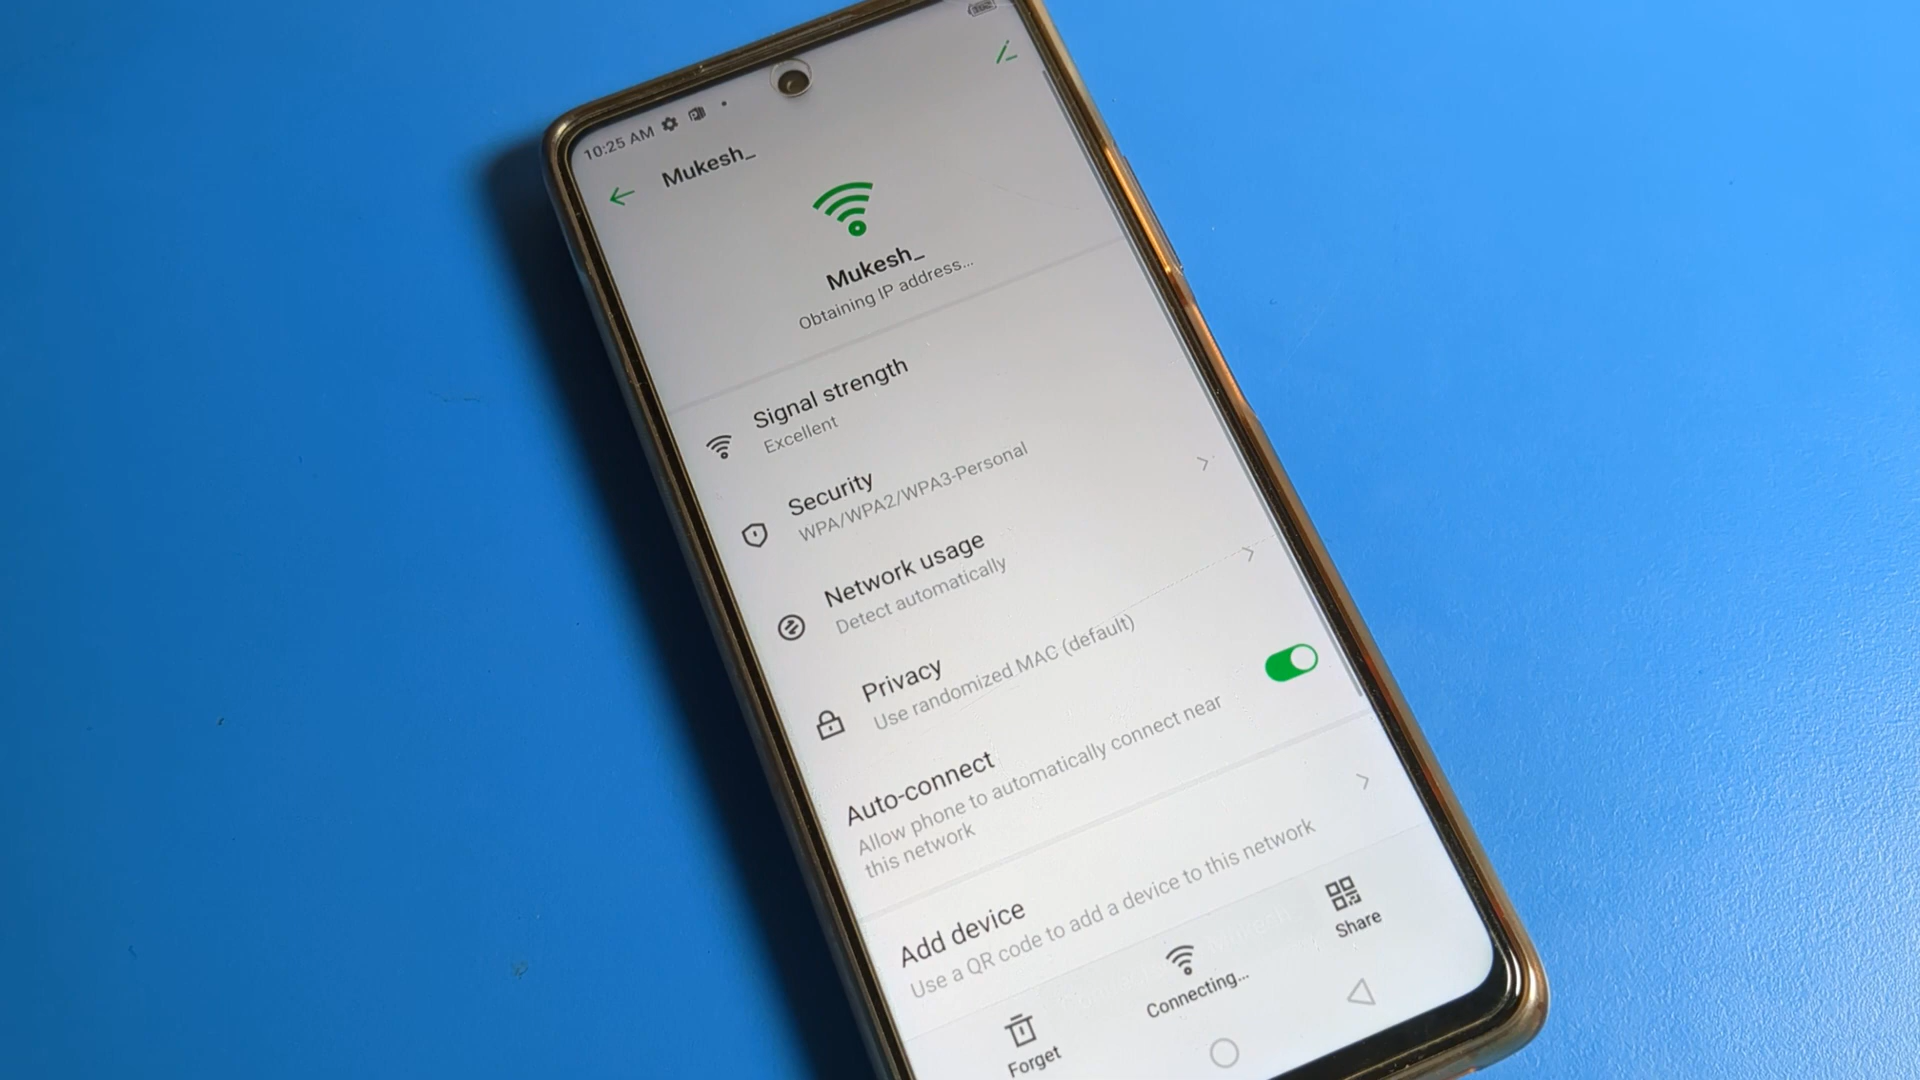 10:25 AM
Mukesh_
Mukesh_
Obtaining IP address...
Signal strength
Excellent
Security
WPA/WPA2/WPA3-Personal
Network usage
Detect automatically
Privacy
Use randomized MAC (default)
Auto-connect
Allow phone to automatically connect near
this network
Add device
Use a QR code to add a device to this network
Forget
Connecting...
Share